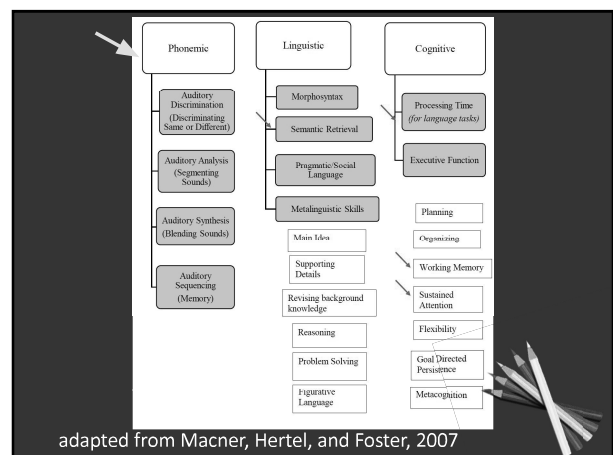 Phonemic
Auditory
Discrimination
(Discriminating
Same or Different)
Auditory Analysis
(Segmenting
Sounds)
Auditory Synthesis
(Blending Sounds)
Auditory
Sequencing
(Memory)
Linguistic
Morphosyntax
Semantic Retrieval
Pragmatic/Social
Language
Metalinguistic Skills
Main Idea
Supporting
Details
Revising background
knowledge
Reasoning
Problem Solving
Figurative
Language
Cognitive
Processing Time
(for language tasks)
Executive Function
Planning
Organizing
Working Memory
Sustained
Attention
Flexibility
Goal Directed
Persistence
Metacognition
adapted from Macner, Hertel, and Foster, 2007